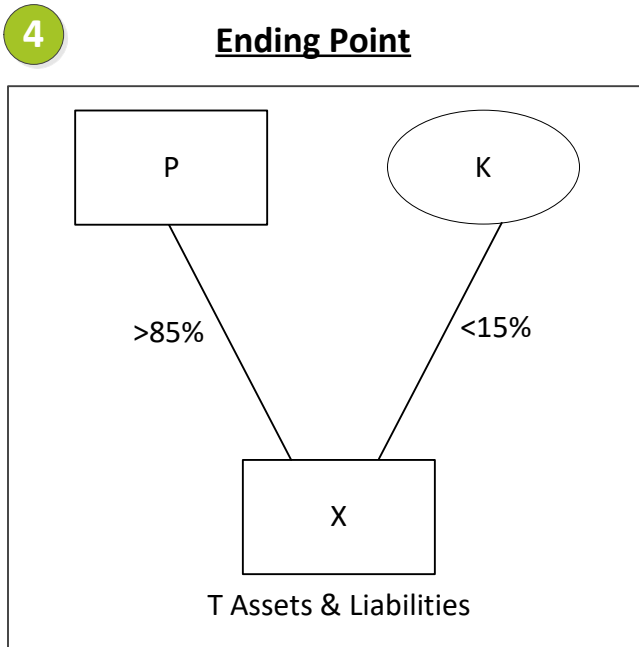 4
Ending Point
P
K
>85%
<15%
X
T Assets & Liabilities